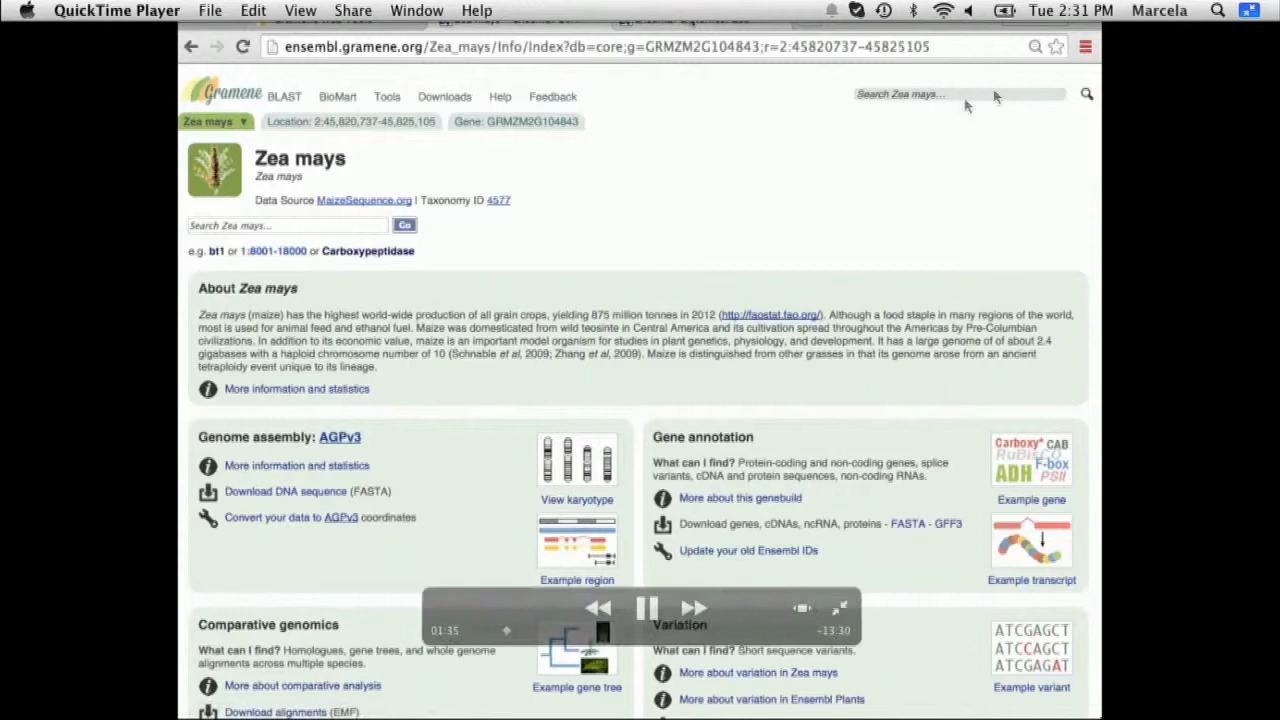 QuickTime Player File Edit View Share Window Help Tue 2:31 PM Marcela
ensembl.gramene.org/Zea_mays/Info/Index?db=core;g=GRMZM2G104843;r=2:45820737-45825105
Gramene BLAST BioMart Tools Downloads Help Feedback Search Zea mays...
Zea mays ▼ Location: 2:45,820,737-45,825,105 Gene: GRMZM2G104843
Zea mays
Zea mays
Data Source MaizeSequence.org | Taxonomy ID 4577
Search Zea mays... Go
e.g. bt1 or 1:8001-18000 or Carboxypeptidase
About Zea mays
Zea mays (maize) has the highest world-wide production of all grain crops, yielding 875 million tonnes in 2012 (http://faostat.fao.org/). Although a food staple in many regions of the world,
most is used for animal feed and ethanol fuel. Maize was domesticated from wild teosinte in Central America and its cultivation spread throughout the Americas by Pre-Columbian
civilizations. In addition to its economic value, maize is an important model organism for studies in plant genetics, physiology, and development. It has a large genome of of about 2.4
gigabases with a haploid chromosome number of 10 (Schnable et al, 2009; Zhang et al, 2009). Maize is distinguished from other grasses in that its genome arose from an ancient
tetraploidy event unique to its lineage.
More information and statistics
Genome assembly: AGPv3
More information and statistics
Download DNA sequence (FASTA)
Convert your data to AGPv3 coordinates
View karyotype
Example region
Gene annotation
What can I find? Protein-coding and non-coding genes, splice
variants, cDNA and protein sequences, non-coding RNAs.
More about this genebuild
Download genes, cDNAs, ncRNA, proteins - FASTA - GFF3
Update your old Ensembl IDs
Carboxy* CAB
RuBisCO
ADH F-box
PSII
Example gene
Example transcript
01:35 -13:30
Comparative genomics
What can I find? Homologues, gene trees, and whole genome
alignments across multiple species.
More about comparative analysis
Download alignments (EMF)
Example gene tree
Variation
What can I find? Short sequence variants.
More about variation in Zea mays
More about variation in Ensembl Plants
ATCGAGCT
ATCCAGCT
ATCGAGAT
Example variant